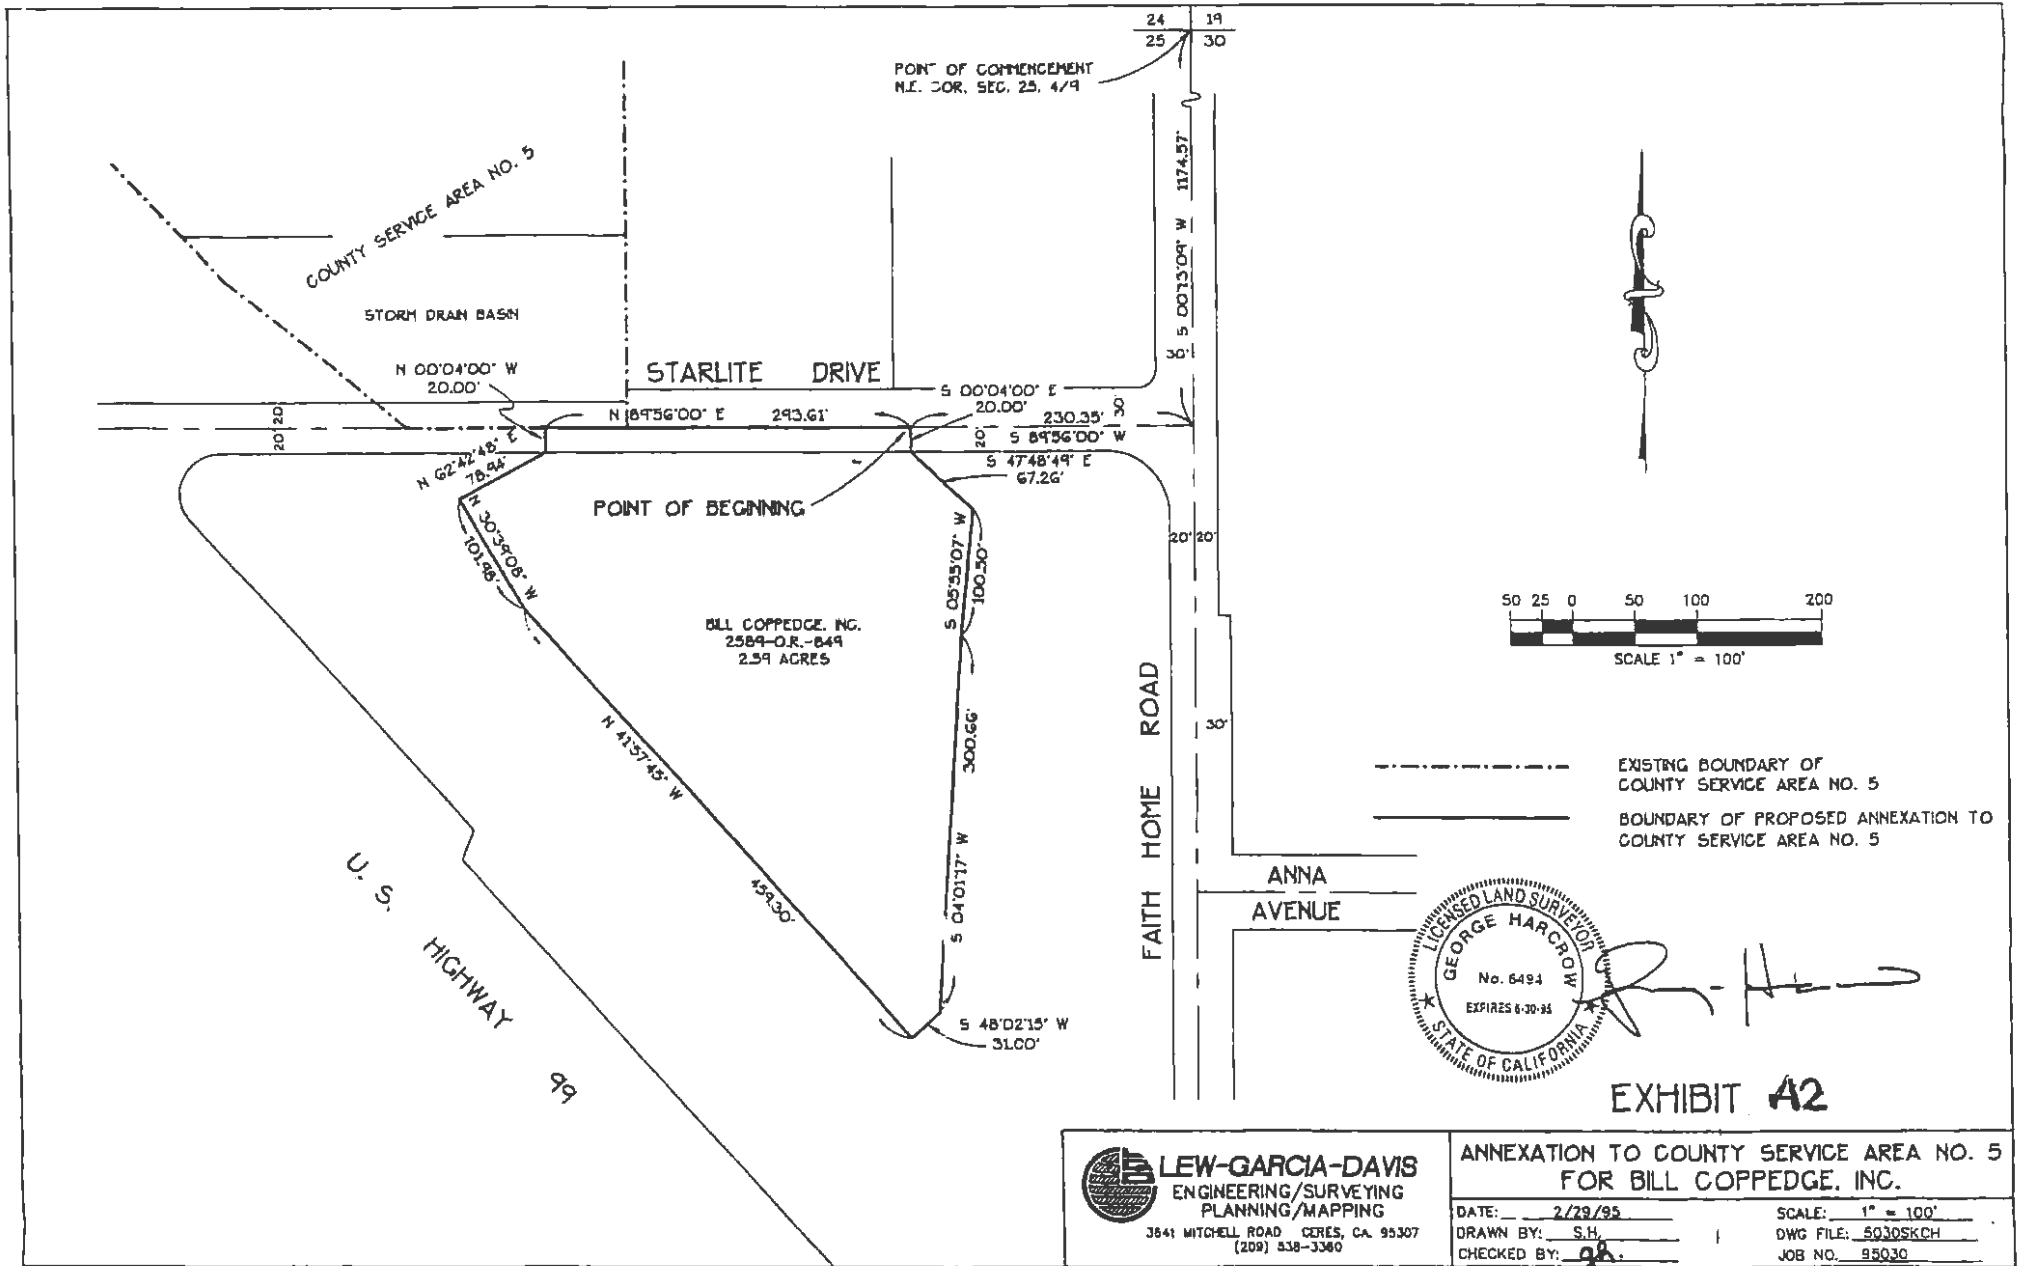 24 19
25 30
POINT OF COMMENCEMENT
N.E. COR. SEC. 25, 4/9
S 00°13'09" W 1174.57'
COUNTY SERVICE AREA NO. 5
STORM DRAIN BASIN
N 00°04'00" W
20.00'
STARLITE DRIVE
30'
S 00°04'00" E
20.00'
N 89°56'00" E 293.61'
230.35'
30'
S 89°56'00" W
20' 20'
20'
N 62°42'48" E
78.94'
S 47°48'49" E
67.26'
POINT OF BEGINNING
N 30°39'08" W
101.98'
S 05°55'07" W
100.50'
20' 20'
BILL COPPEDGE, INC.
2589-O.R.-849
2.59 ACRES
50 25 0 50 100 200
SCALE 1" = 100'
N 41°57'45" W
459.30'
300.66'
S 04°01'17" W
30'
FAITH HOME ROAD
EXISTING BOUNDARY OF
COUNTY SERVICE AREA NO. 5
BOUNDARY OF PROPOSED ANNEXATION TO
COUNTY SERVICE AREA NO. 5
ANNA
AVENUE
U. S. HIGHWAY 99
S 48°02'15" W
31.00'
LICENSED LAND SURVEYOR
GEORGE HARCROW
No. 6494
EXPIRES 6-30-95
STATE OF CALIFORNIA
EXHIBIT A2
LEW-GARCIA-DAVIS
ENGINEERING/SURVEYING
PLANNING/MAPPING
3641 MITCHELL ROAD CERES, CA. 95307
(209) 538-3360
ANNEXATION TO COUNTY SERVICE AREA NO. 5
FOR BILL COPPEDGE, INC.
DATE: 2/29/95
SCALE: 1" = 100'
DRAWN BY: S.H.
DWG FILE: 5030SKCH
CHECKED BY: gh.
JOB NO. 95030